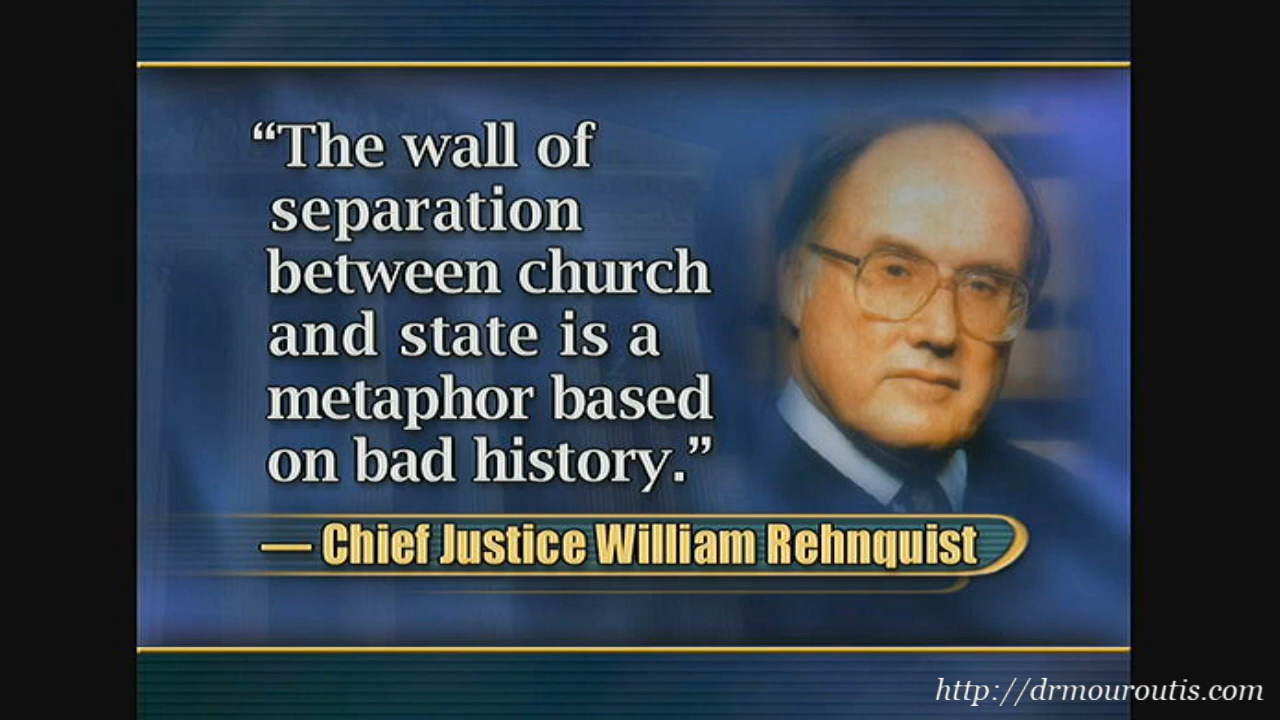 “The wall of
separation
between church
and state is a
metaphor based
on bad history.”
— Chief Justice William Rehnquist
http://drmouroutis.com